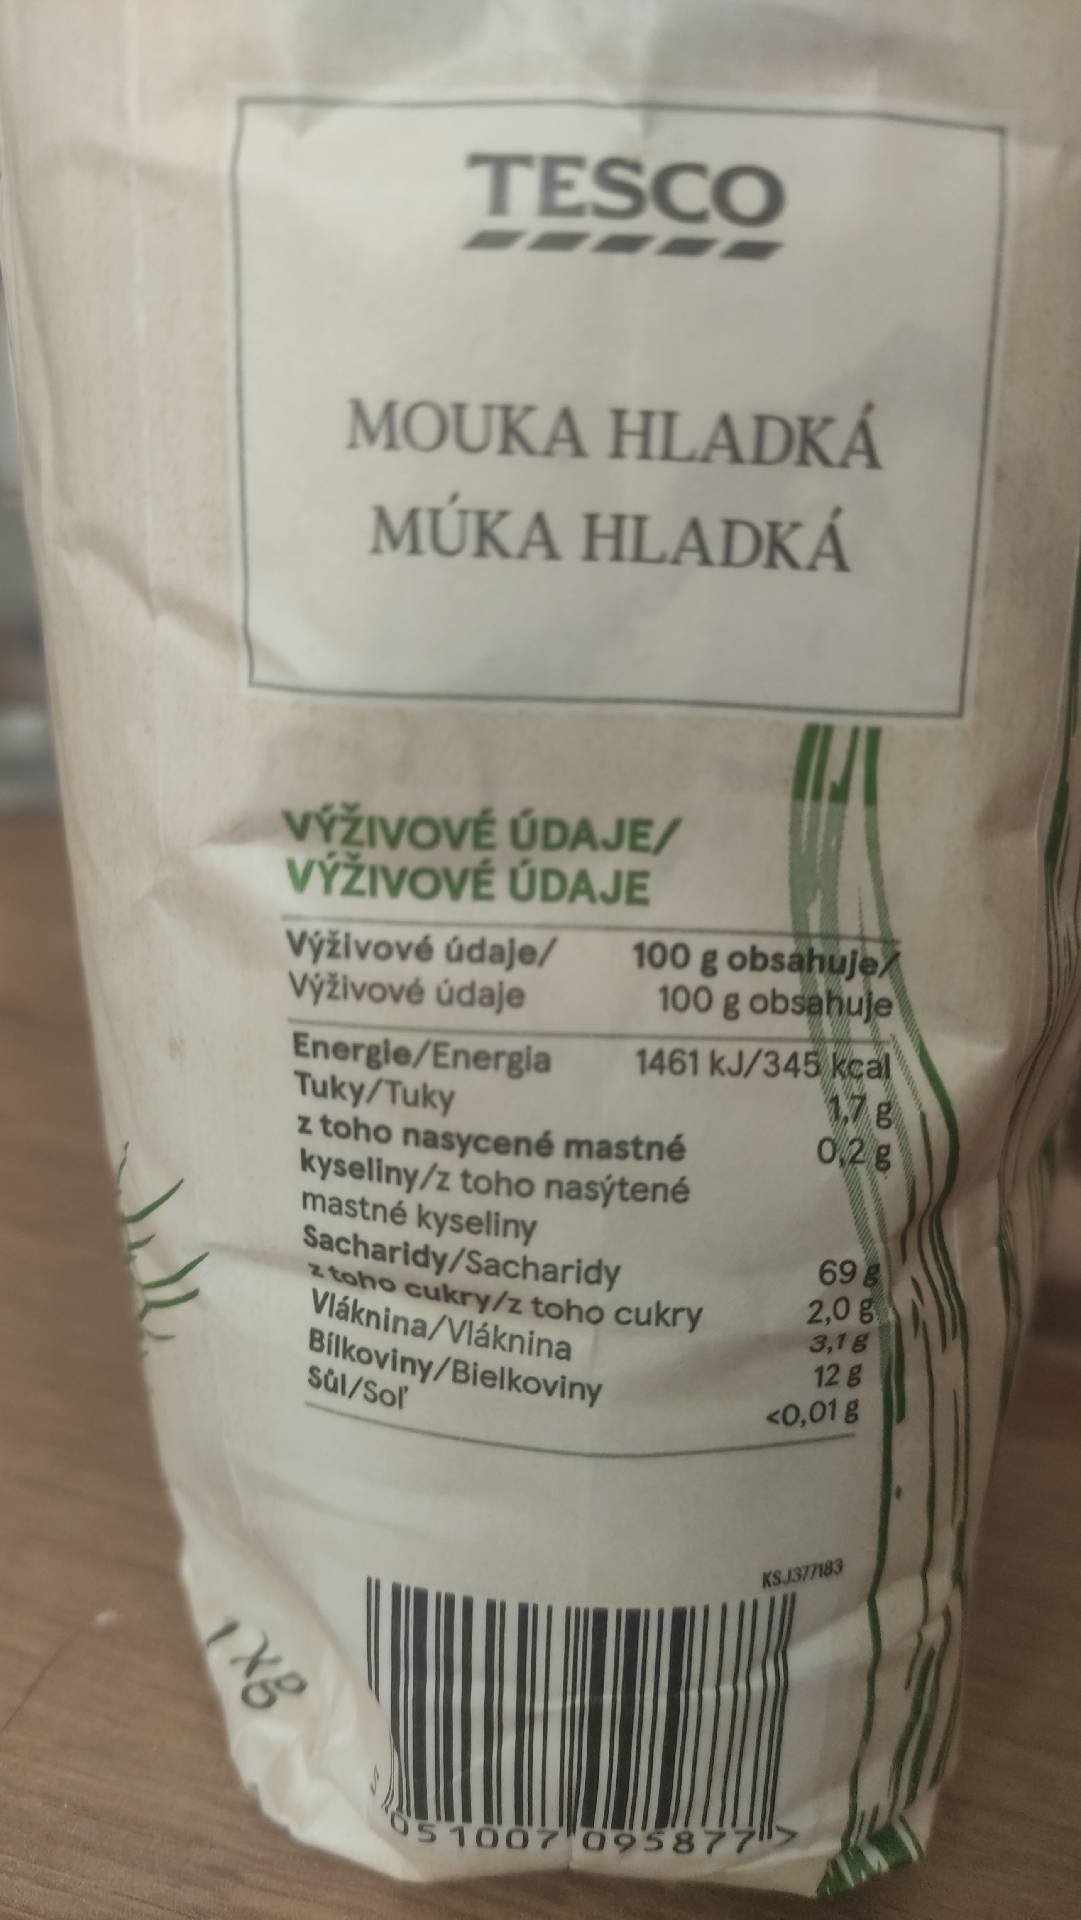 TESCO
MOUKA HLADKÁ
MÚKA HLADKÁ
VÝŽIVOVÉ ÚDAJE/
VÝŽIVOVÉ ÚDAJE
Výživové údaje/ 100 g obsahuje/
Výživové údaje 100 g obsahuje
Energie/Energia 1461 kJ/345 kcal
Tuky/Tuky 1,7 g
z toho nasycené mastné 0,2 g
kyseliny/z toho nasýtené
mastné kyseliny
Sacharidy/Sacharidy 69 g
z toho cukry/z toho cukry 2,0 g
Vláknina/Vláknina 3,1 g
Bílkoviny/Bielkoviny 12 g
Sůl/Soľ <0,01 g
KSJ377183
1 kg
5 051007 095877 >